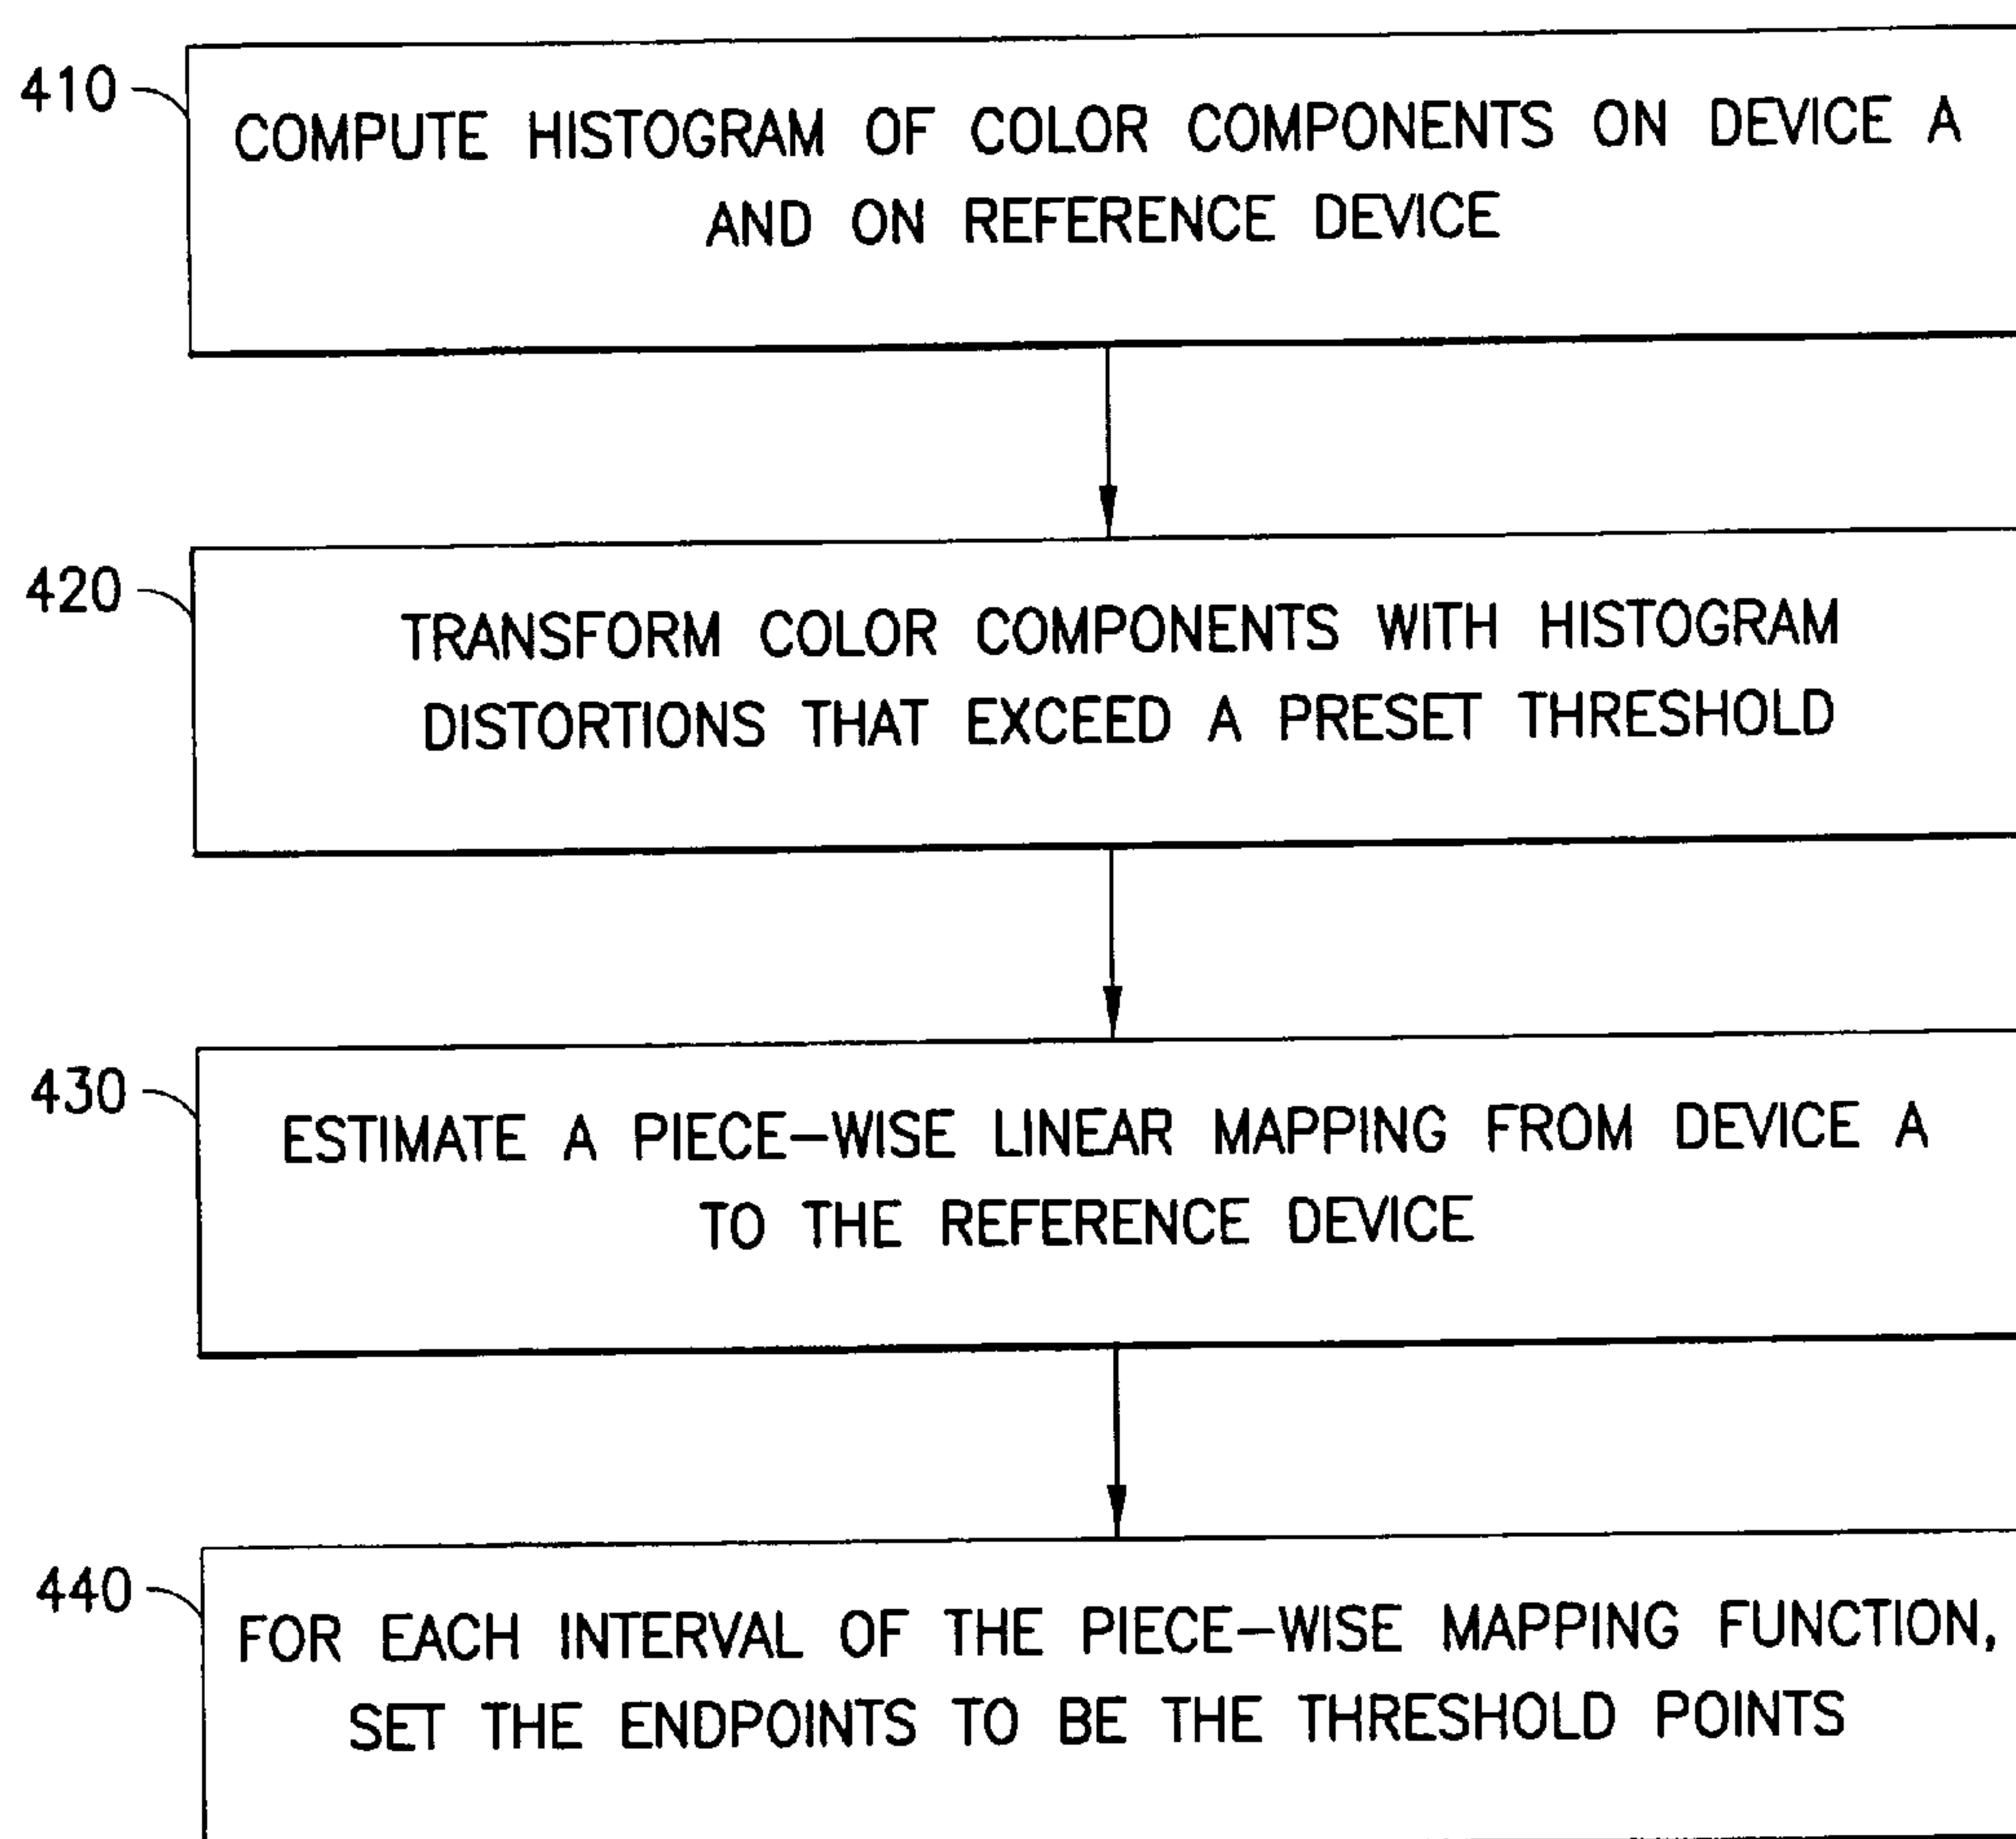 410
COMPUTE HISTOGRAM OF COLOR COMPONENTS ON DEVICE A
AND ON REFERENCE DEVICE
420
TRANSFORM COLOR COMPONENTS WITH HISTOGRAM
DISTORTIONS THAT EXCEED A PRESET THRESHOLD
430
ESTIMATE A PIECE-WISE LINEAR MAPPING FROM DEVICE A
TO THE REFERENCE DEVICE
440
FOR EACH INTERVAL OF THE PIECE-WISE MAPPING FUNCTION,
SET THE ENDPOINTS TO BE THE THRESHOLD POINTS